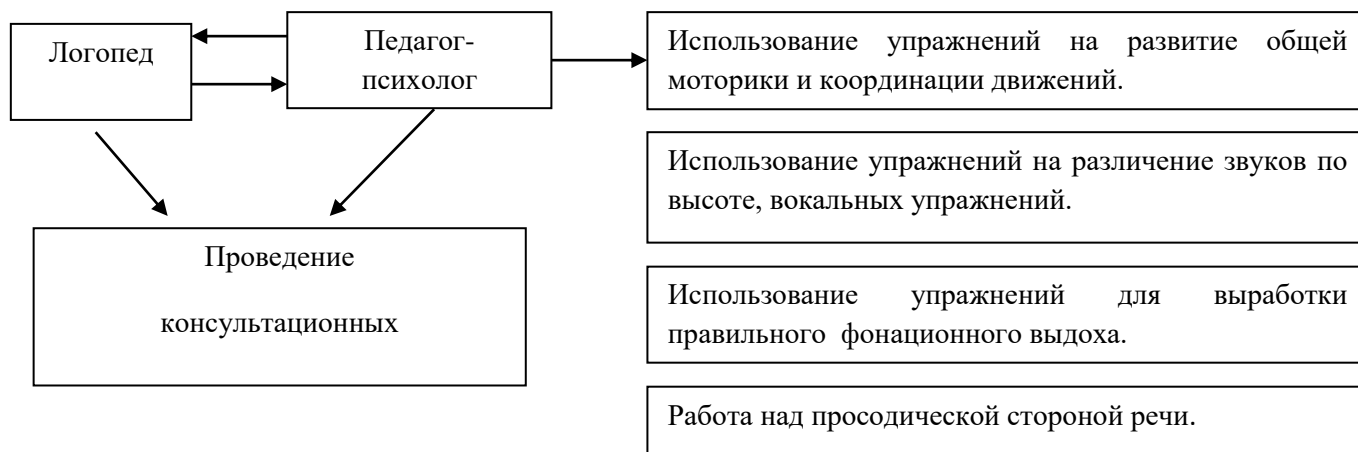 Логопед
Педагог-
психолог
Использование упражнений на развитие общей
моторики и координации движений.
Использование упражнений на различение звуков по
высоте, вокальных упражнений.
Проведение
консультационных
Использование упражнений для выработки
правильного фонационного выдоха.
Работа над просодической стороной речи.